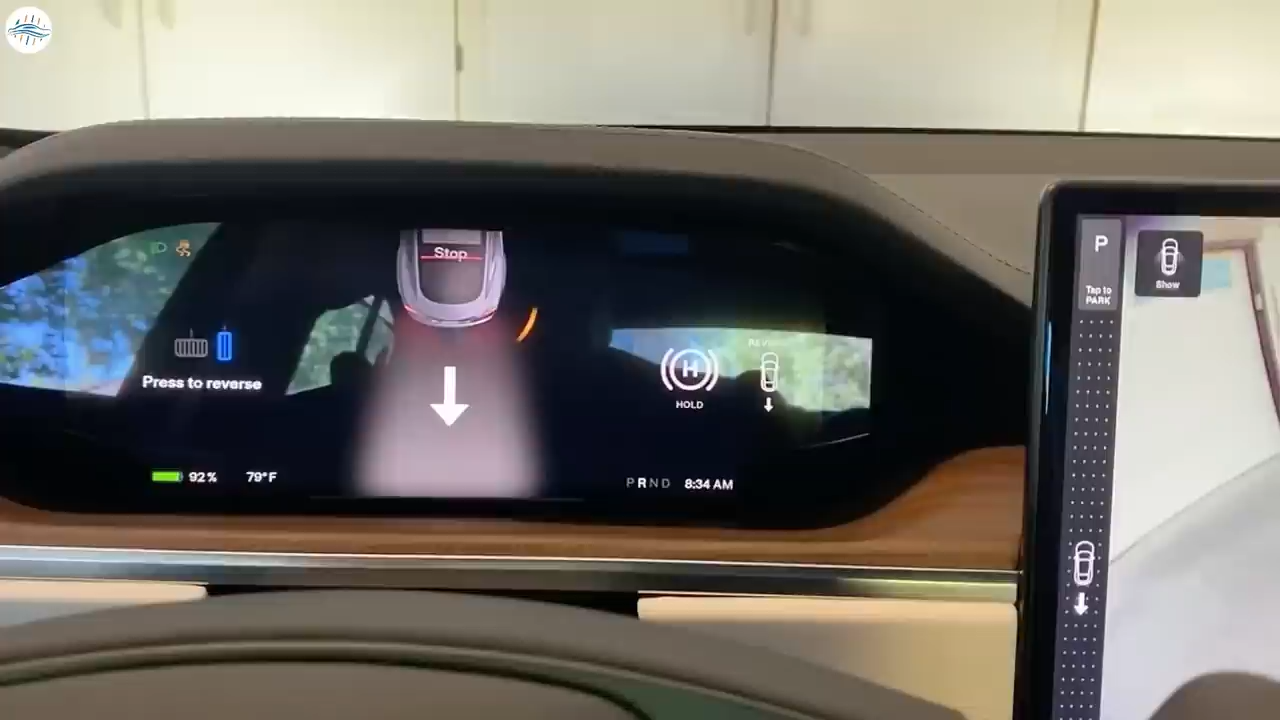 Stop
Press to reverse
HOLD
92%
79°F
P R N D
8:34 AM
P
Tap to
PARK
Show